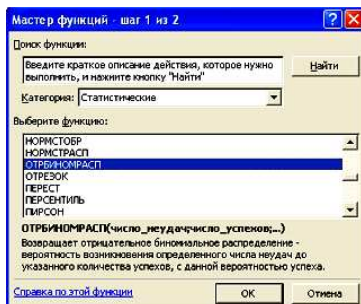 Мастер функций - шаг 1 из 2
Поиск функции:
Введите краткое описание действия, которое нужно
выполнить, и нажмите кнопку "Найти"
Найти
Категория: Статистические
Выберите функцию:
НОРМСТОБР
НОРМСТРАСП
ОТРБИНОМРАСП
ОТРЕЗОК
ПЕРЕСТ
ПЕРСЕНТИЛЬ
ПИРСОН
ОТРБИНОМРАСП(число_неудач;число_успехов;...)
Возвращает отрицательное биномиальное распределение -
вероятность возникновения определенного числа неудач до
указанного количества успехов, с данной вероятностью успеха.
Справка по этой функции
ОК
Отмена